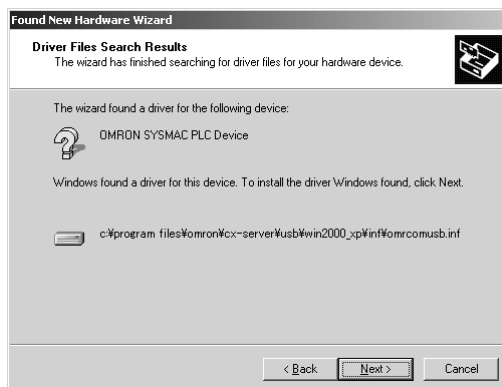 Found New Hardware Wizard
Driver Files Search Results
The wizard has finished searching for driver files for your hardware device.
The wizard found a driver for the following device:
OMRON SYSMAC PLC Device
Windows found a driver for this device. To install the driver Windows found, click Next.
c:¥program files¥omron¥cx-server¥usb¥win2000_xp¥inf¥omrcomusb.inf
< Back Next > Cancel